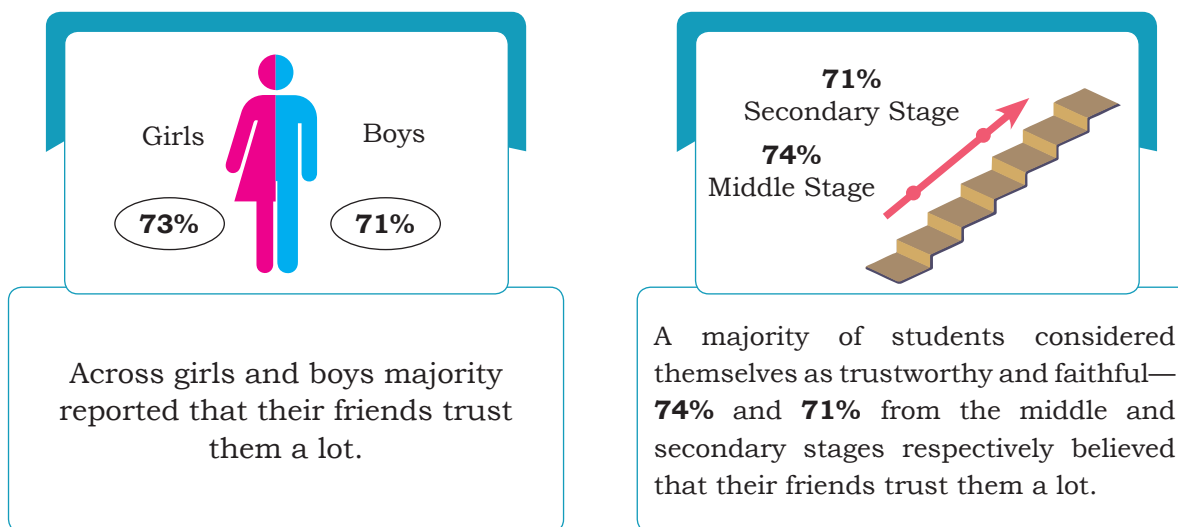 Girls
Boys
73%
71%
Across girls and boys majority
reported that their friends trust
them a lot.
71%
Secondary Stage
74%
Middle Stage
A majority of students considered
themselves as trustworthy and faithful—
74% and 71% from the middle and
secondary stages respectively believed
that their friends trust them a lot.